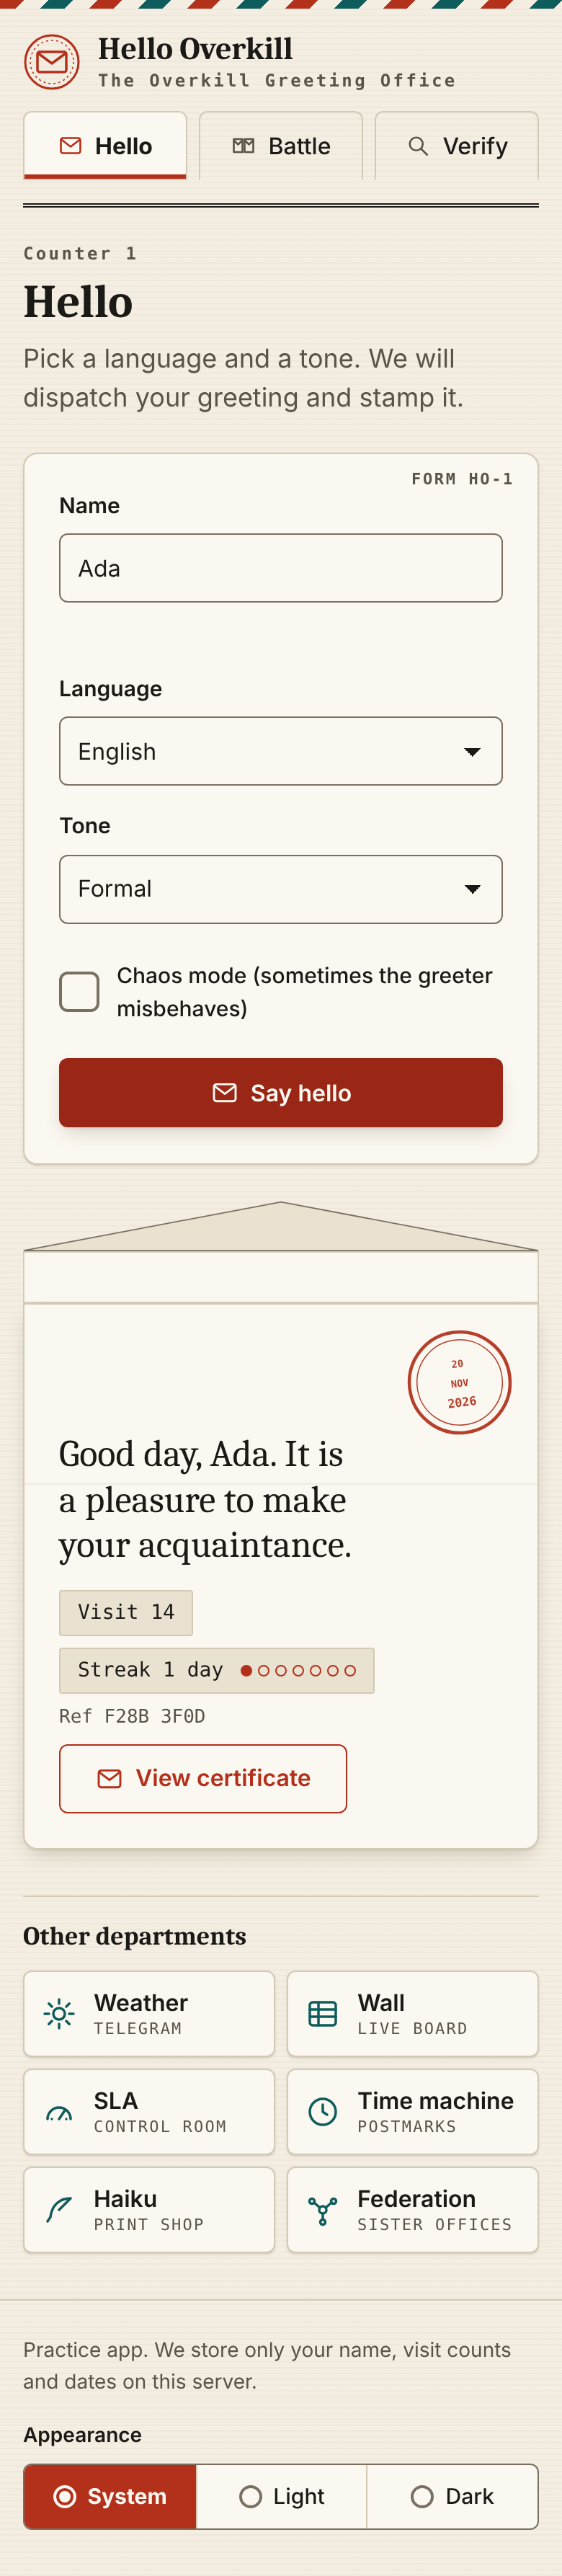 Hello Overkill
The Overkill Greeting Office
Hello
Battle
Verify
Counter 1
Hello
Pick a language and a tone. We will
dispatch your greeting and stamp it.
FORM HO-1
Name
Ada
Language
English
Tone
Formal
Chaos mode (sometimes the greeter
misbehaves)
Say hello
20
NOV
2026
Good day, Ada. It is
a pleasure to make
your acquaintance.
Visit 14
Streak 1 day
Ref F28B 3F0D
View certificate
Other departments
Weather
TELEGRAM
Wall
LIVE BOARD
SLA
CONTROL ROOM
Time machine
POSTMARKS
Haiku
PRINT SHOP
Federation
SISTER OFFICES
Practice app. We store only your name, visit counts
and dates on this server.
Appearance
System
Light
Dark